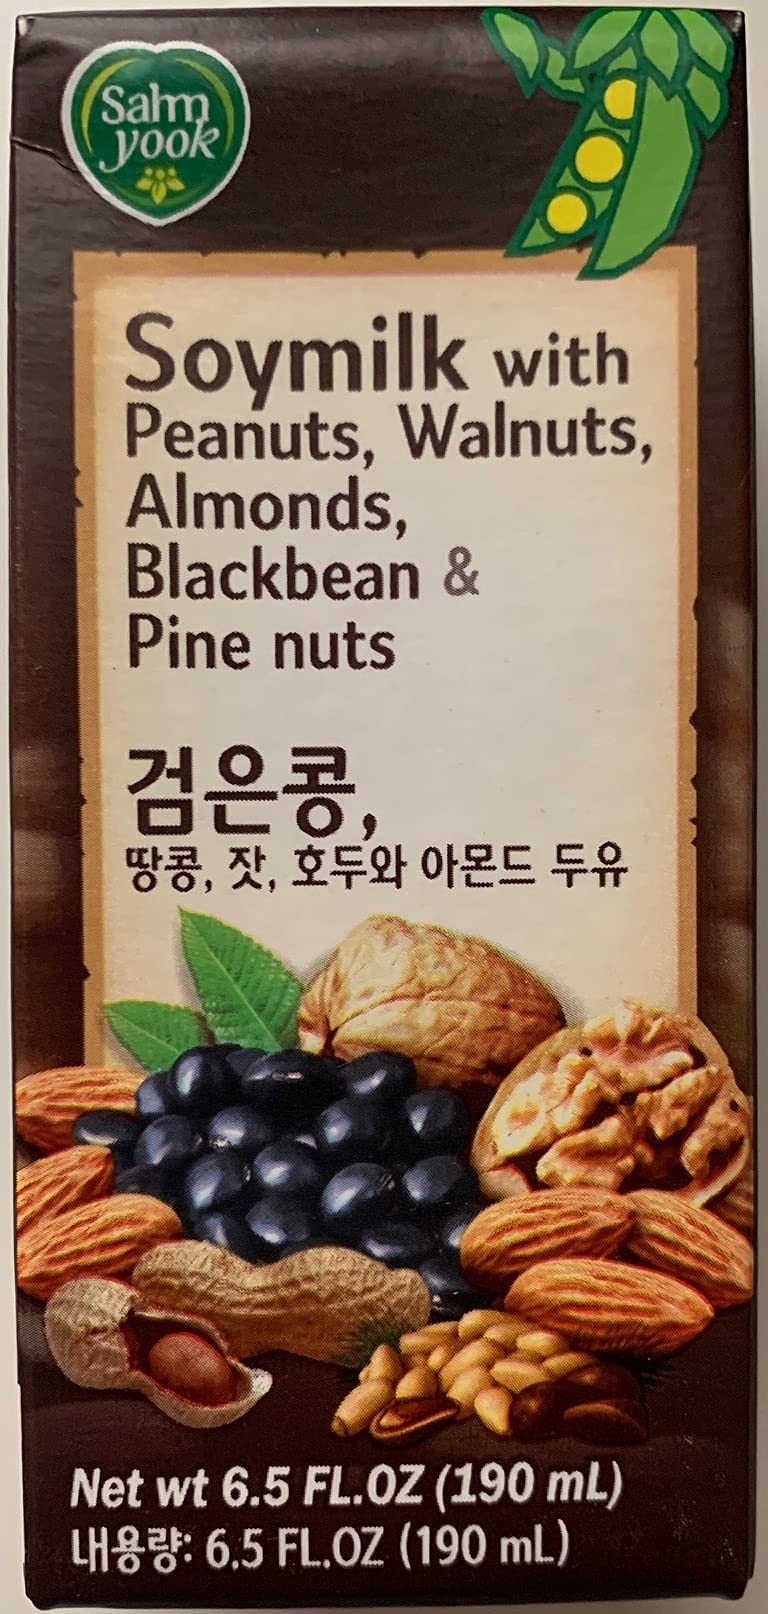 Sahm
yook
Soymilk with
Peanuts, Walnuts,
Almonds,
Blackbean &
Pine nuts
검은콩,
땅콩, 잣, 호두와 아몬드 두유
Net wt 6.5 FL.OZ (190 mL)
내용량: 6.5 FL.OZ (190 mL)